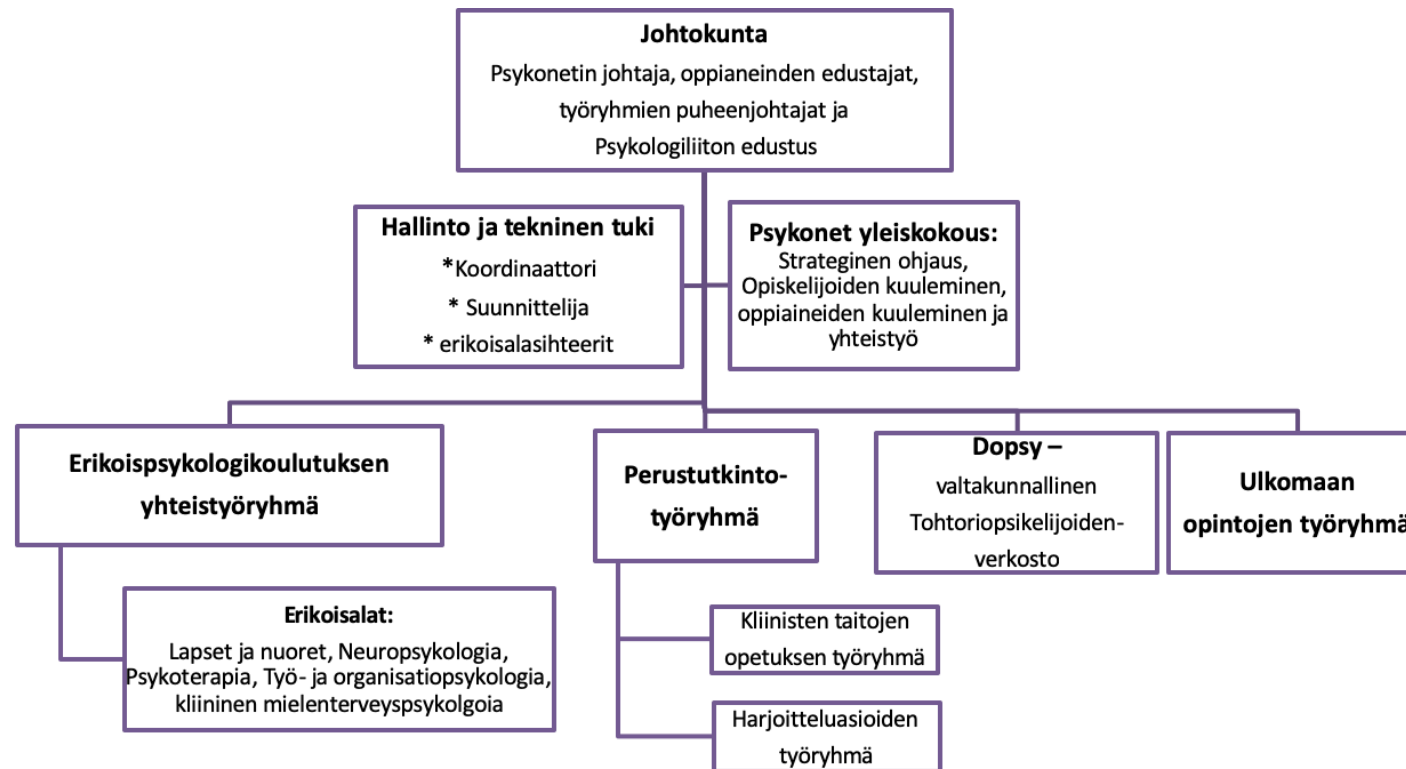 Johtokunta
Psykonetin johtaja, oppianeinden edustajat,
työryhmien puheenjohtajat ja
Psykologiliiton edustus
Hallinto ja tekninen tuki
*Koordinaattori
* Suunnittelija
* erikoisalasihteerit
Psykonet yleiskokous:
Strateginen ohjaus,
Opiskelijoiden kuuleminen,
oppiaineiden kuuleminen ja
yhteistyö
Erikoispsykologikoulutuksen
yhteistyöryhmä
Perustutkinto-
työryhmä
Dopsy –
valtakunnallinen
Tohtoriopsikelijoiden-
verkosto
Ulkomaan
opintojen työryhmä
Erikoisalat:
Lapset ja nuoret, Neuropsykologia,
Psykoterapia, Työ- ja organisatiopsykologia,
kliininen mielenterveyspsykolgoia
Kliinisten taitojen
opetuksen työryhmä
Harjoitteluasioiden
työryhmä